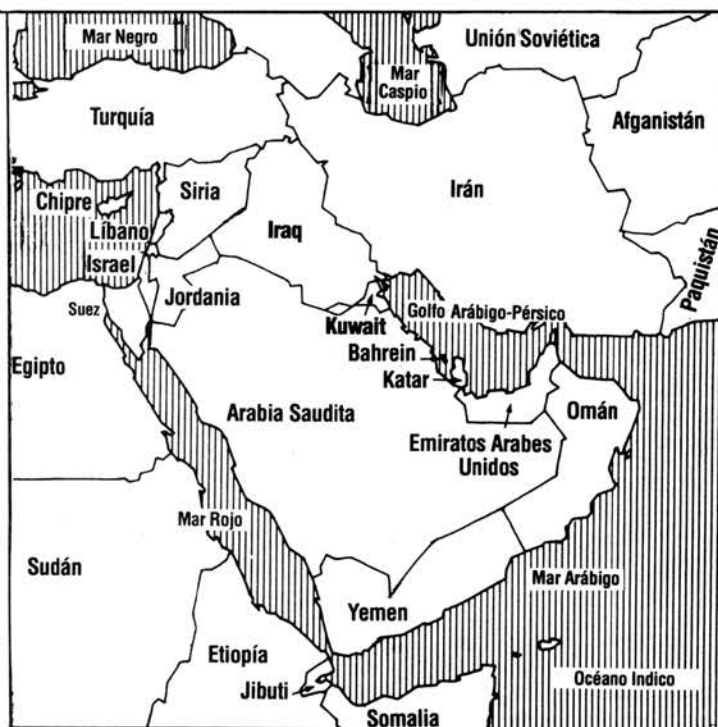 Mar Negro
Unión Soviética
Mar
Caspio
Turquía
Afganistán
Chipre
Siria
Irán
Líbano
Iraq
Israel
Paquistán
Jordania
Suez
Kuwait
Golfo Arábigo-Pérsico
Bahrein
Egipto
Katar
Arabia Saudita
Omán
Emiratos Arabes
Unidos
Mar Rojo
Sudán
Mar Arábigo
Yemen
Etiopía
Océano Indico
Jibuti
Somalia